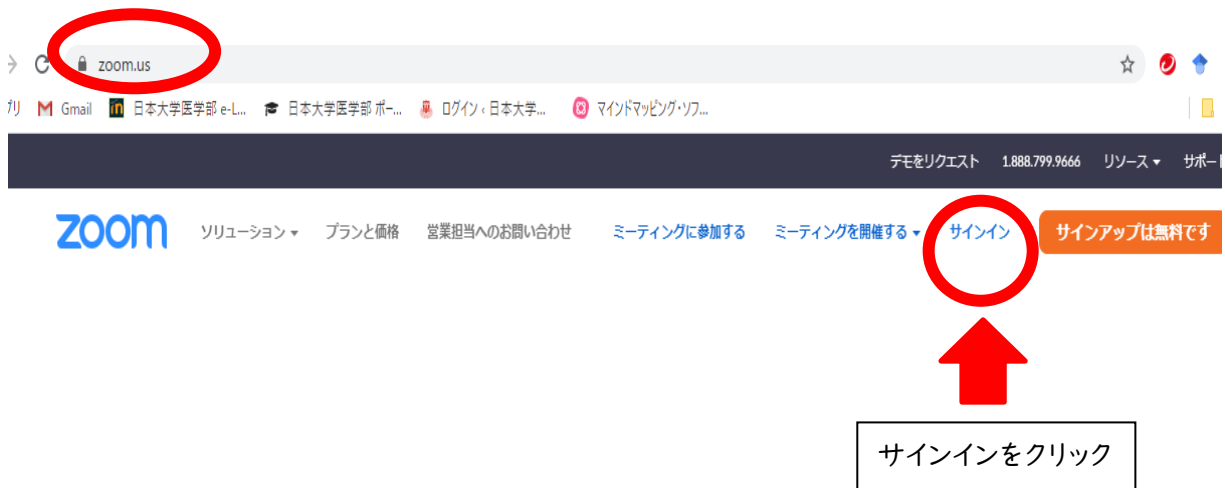 zoom.us
プリ Gmail 日本大学医学部 e-L... 日本大学医学部 ポー... ログイン ‹ 日本大学... マインドマッピング・ソフ...
デモをリクエスト 1.888.799.9666 リソース サポート
zoom ソリューション プランと価格 営業担当へのお問い合わせ ミーティングに参加する ミーティングを開催する サインイン サインアップは無料です
サインインをクリック